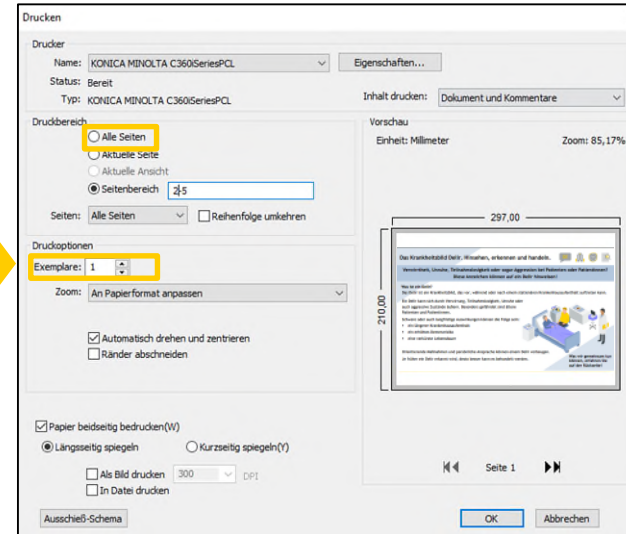 Drucken
Drucker
Name: KONICA MINOLTA C360iSeriesPCL
Eigenschaften...
Status: Bereit
Typ: KONICA MINOLTA C360iSeriesPCL
Inhalt drucken: Dokument und Kommentare
Druckbereich
Alle Seiten
Aktuelle Seite
Aktuelle Ansicht
Seitenbereich 2-5
Seiten: Alle Seiten
Reihenfolge umkehren
Druckoptionen
Exemplare: 1
Zoom: An Papierformat anpassen
Automatisch drehen und zentrieren
Ränder abschneiden
Papier beidseitig bedrucken(W)
Längsseitig spiegeln
Kurzseitig spiegeln(Y)
Als Bild drucken 300 DPI
In Datei drucken
Ausschieß-Schema
Vorschau
Einheit: Millimeter
Zoom: 85,17%
297,00
210,00
Das Krankheitsbild Delir. Hinsehen, erkennen und handeln.
Seite 1
OK
Abbrechen